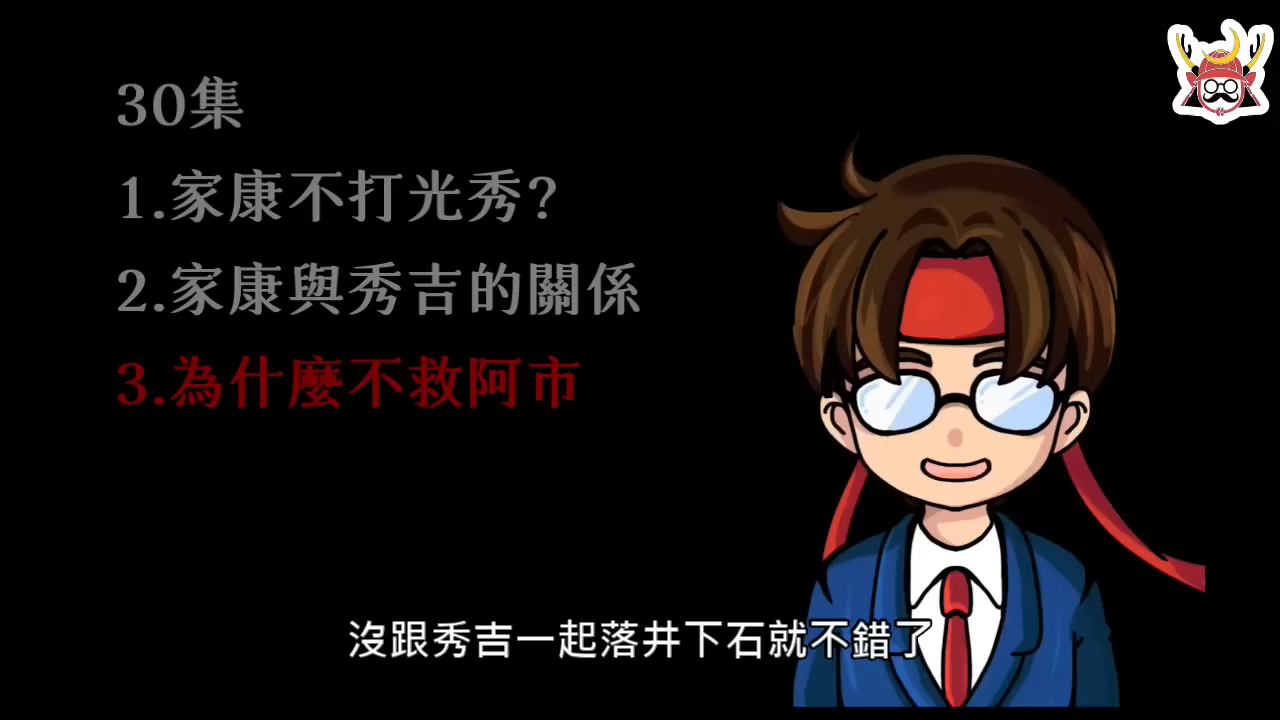 30集
1.家康不打光秀?
2.家康與秀吉的關係
3.為什麼不救阿市
沒跟秀吉一起落井下石就不錯了